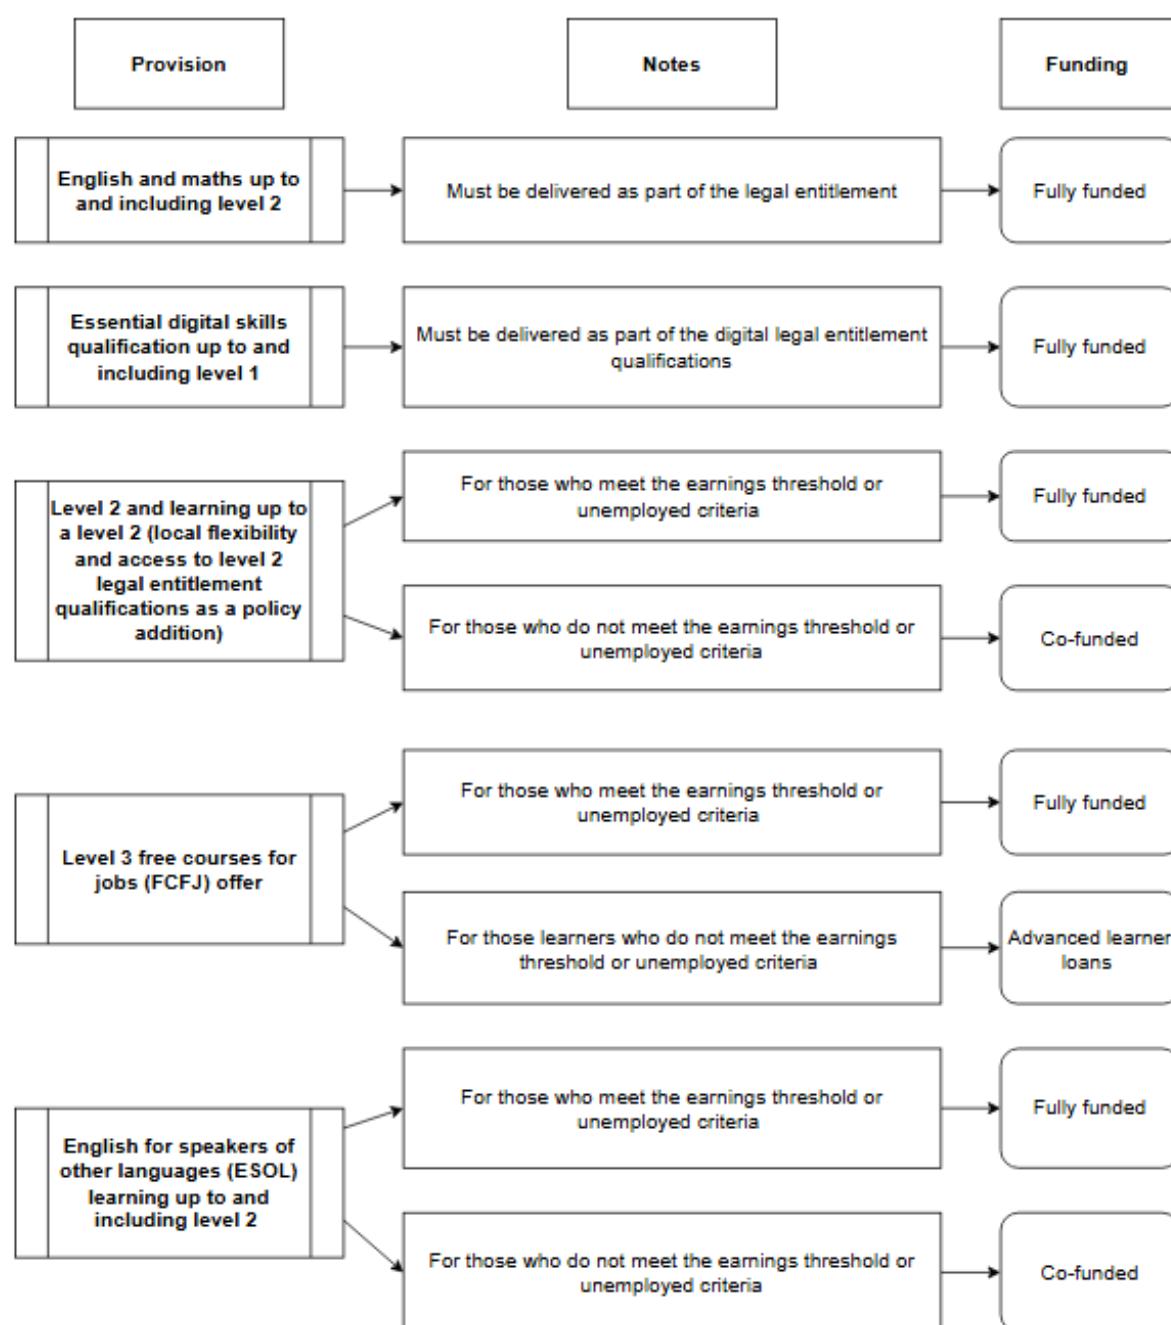 Provision
Notes
Funding
English and maths up to
and including level 2
Must be delivered as part of the legal entitlement
Fully funded
Essential digital skills
qualification up to and
including level 1
Must be delivered as part of the digital legal entitlement
qualifications
Fully funded
Level 2 and learning up to
a level 2 (local flexibility
and access to level 2
legal entitlement
qualifications as a policy
addition)
For those who meet the earnings threshold or
unemployed criteria
Fully funded
For those who do not meet the earnings threshold or
unemployed criteria
Co-funded
Level 3 free courses for
jobs (FCFJ) offer
For those who meet the earnings threshold or
unemployed criteria
Fully funded
For those learners who do not meet the earnings
threshold or unemployed criteria
Advanced learner
loans
English for speakers of
other languages (ESOL)
learning up to and
including level 2
For those who meet the earnings threshold or
unemployed criteria
Fully funded
For those who do not meet the earnings threshold or
unemployed criteria
Co-funded